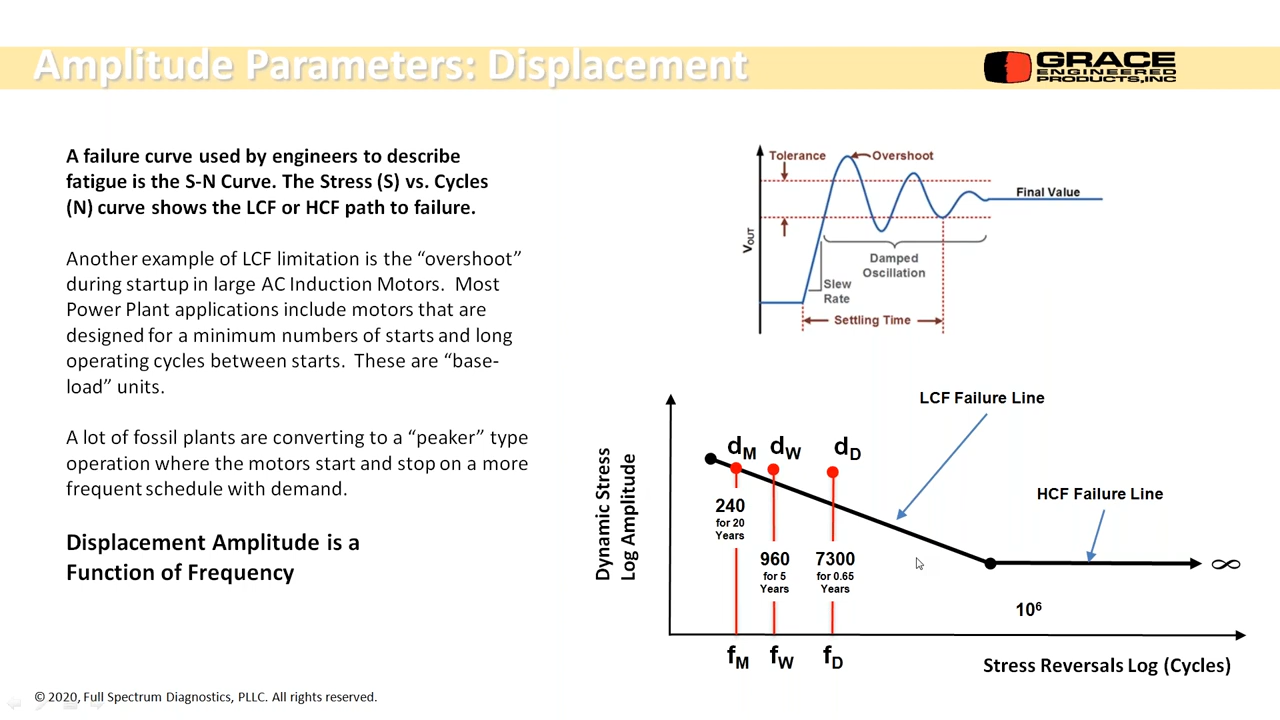 Amplitude Parameters: Displacement
GRACE
ENGINEERED
PRODUCTS,INC
A failure curve used by engineers to describe
fatigue is the S-N Curve. The Stress (S) vs. Cycles
(N) curve shows the LCF or HCF path to failure.
Another example of LCF limitation is the “overshoot”
during startup in large AC Induction Motors. Most
Power Plant applications include motors that are
designed for a minimum numbers of starts and long
operating cycles between starts. These are “base-
load” units.
A lot of fossil plants are converting to a “peaker” type
operation where the motors start and stop on a more
frequent schedule with demand.
Displacement Amplitude is a
Function of Frequency
Tolerance
Overshoot
Final Value
VOUT
Damped
Oscillation
Slew
Rate
Settling Time
LCF Failure Line
HCF Failure Line
Dynamic Stress
Log Amplitude
dM dW dD
240
for 20
Years
960
for 5
Years
7300
for 0.65
Years
∞
10⁶
fM fW fD
Stress Reversals Log (Cycles)
© 2020, Full Spectrum Diagnostics, PLLC. All rights reserved.